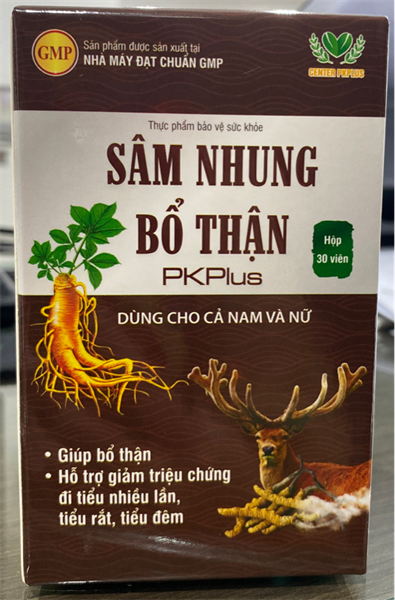 GMP
Sản phẩm được sản xuất tại
NHÀ MÁY ĐẠT CHUẨN GMP
CENTER PKPLUS
Thực phẩm bảo vệ sức khỏe
SÂM NHUNG
BỔ THẬN
PKPlus
Hộp
30 viên
DÙNG CHO CẢ NAM VÀ NỮ
• Giúp bổ thận
• Hỗ trợ giảm triệu chứng
đi tiểu nhiều lần,
tiểu rắt, tiểu đêm